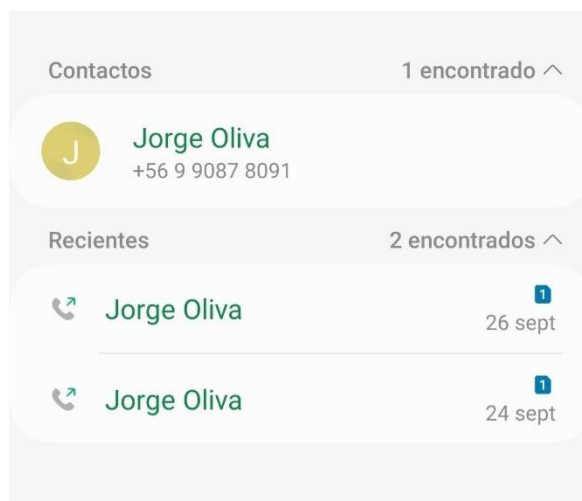 Contactos 1 encontrado
J
Jorge Oliva
+56 9 9087 8091
Recientes 2 encontrados
1
Jorge Oliva
26 sept
1
Jorge Oliva
24 sept